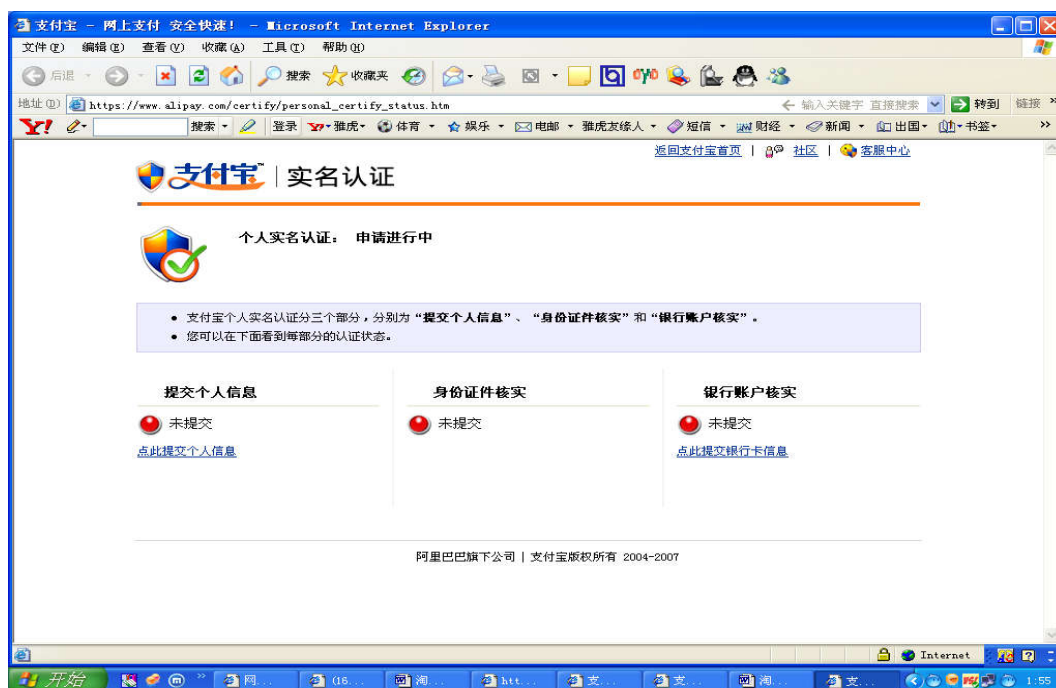 支付宝 - 网上支付 安全快速! - Microsoft Internet Explorer
文件(F) 编辑(E) 查看(V) 收藏(A) 工具(T) 帮助(H)
后退 搜索 收藏夹
地址(D) https://www.alipay.com/certify/personal_certify_status.htm 输入关键字 直接搜索 转到 链接 »
Y! 搜索 登录 雅虎 体育 娱乐 电邮 雅虎友缘人 短信 财经 新闻 出国 书签 »
返回支付宝首页 | 社区 | 客服中心
支付宝 | 实名认证
个人实名认证: 申请进行中
• 支付宝个人实名认证分三个部分,分别为“提交个人信息”、“身份证件核实”和“银行账户核实”。
• 您可以在下面看到每部分的认证状态。
提交个人信息 身份证件核实 银行账户核实
未提交 未提交 未提交
点此提交个人信息 点此提交银行卡信息
阿里巴巴旗下公司 | 支付宝版权所有 2004-2007
Internet
开始 » 网... (16... 淘... htt... 支... 支... 淘... 支... 1:55